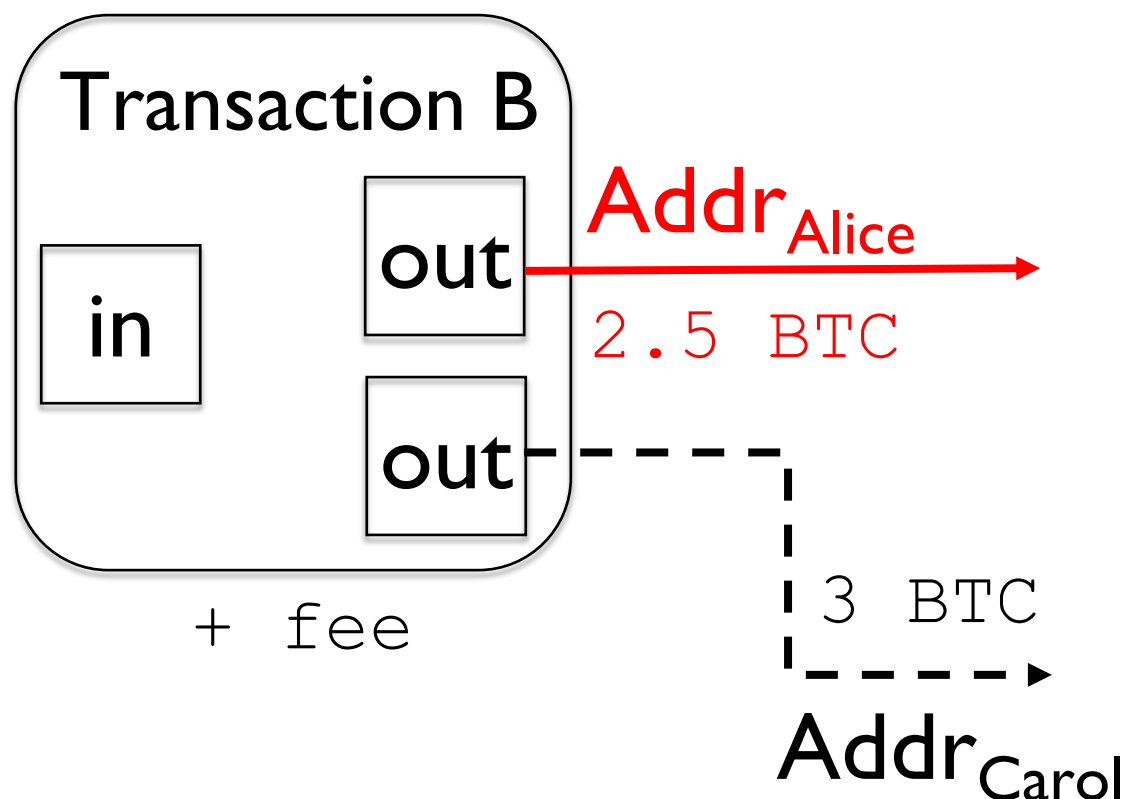 Transaction B
in
out
Addr_Alice
2.5 BTC
out
+ fee
3 BTC
Addr_Carol